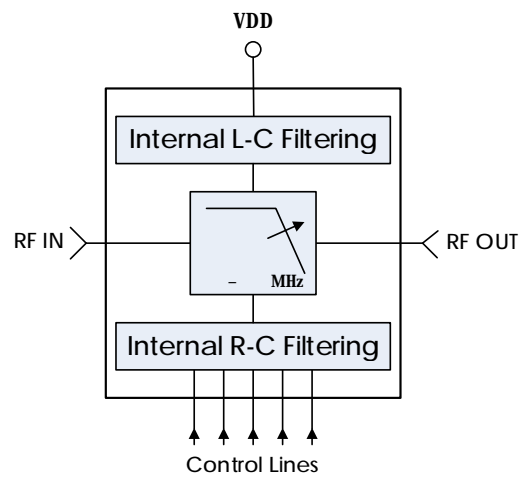 VDD
Internal L-C Filtering
RF IN
RF OUT
– MHz
Internal R-C Filtering
Control Lines